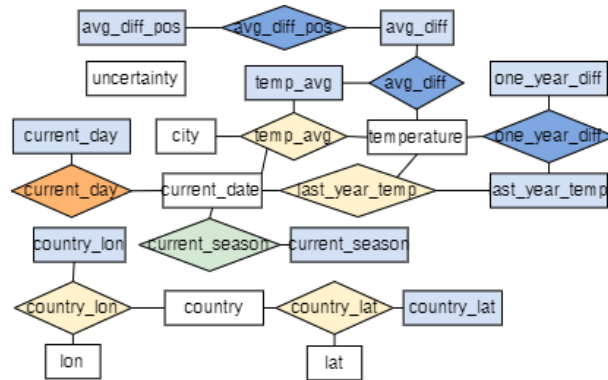 avg_diff_pos
avg_diff_pos
avg_diff
uncertainty
temp_avg
avg_diff
one_year_diff
current_day
city
temp_avg
temperature
one_year_diff
current_day
current_date
last_year_temp
ast_year_temp
country_lon
current_season
current_season
country_lon
country
country_lat
country_lat
lon
lat